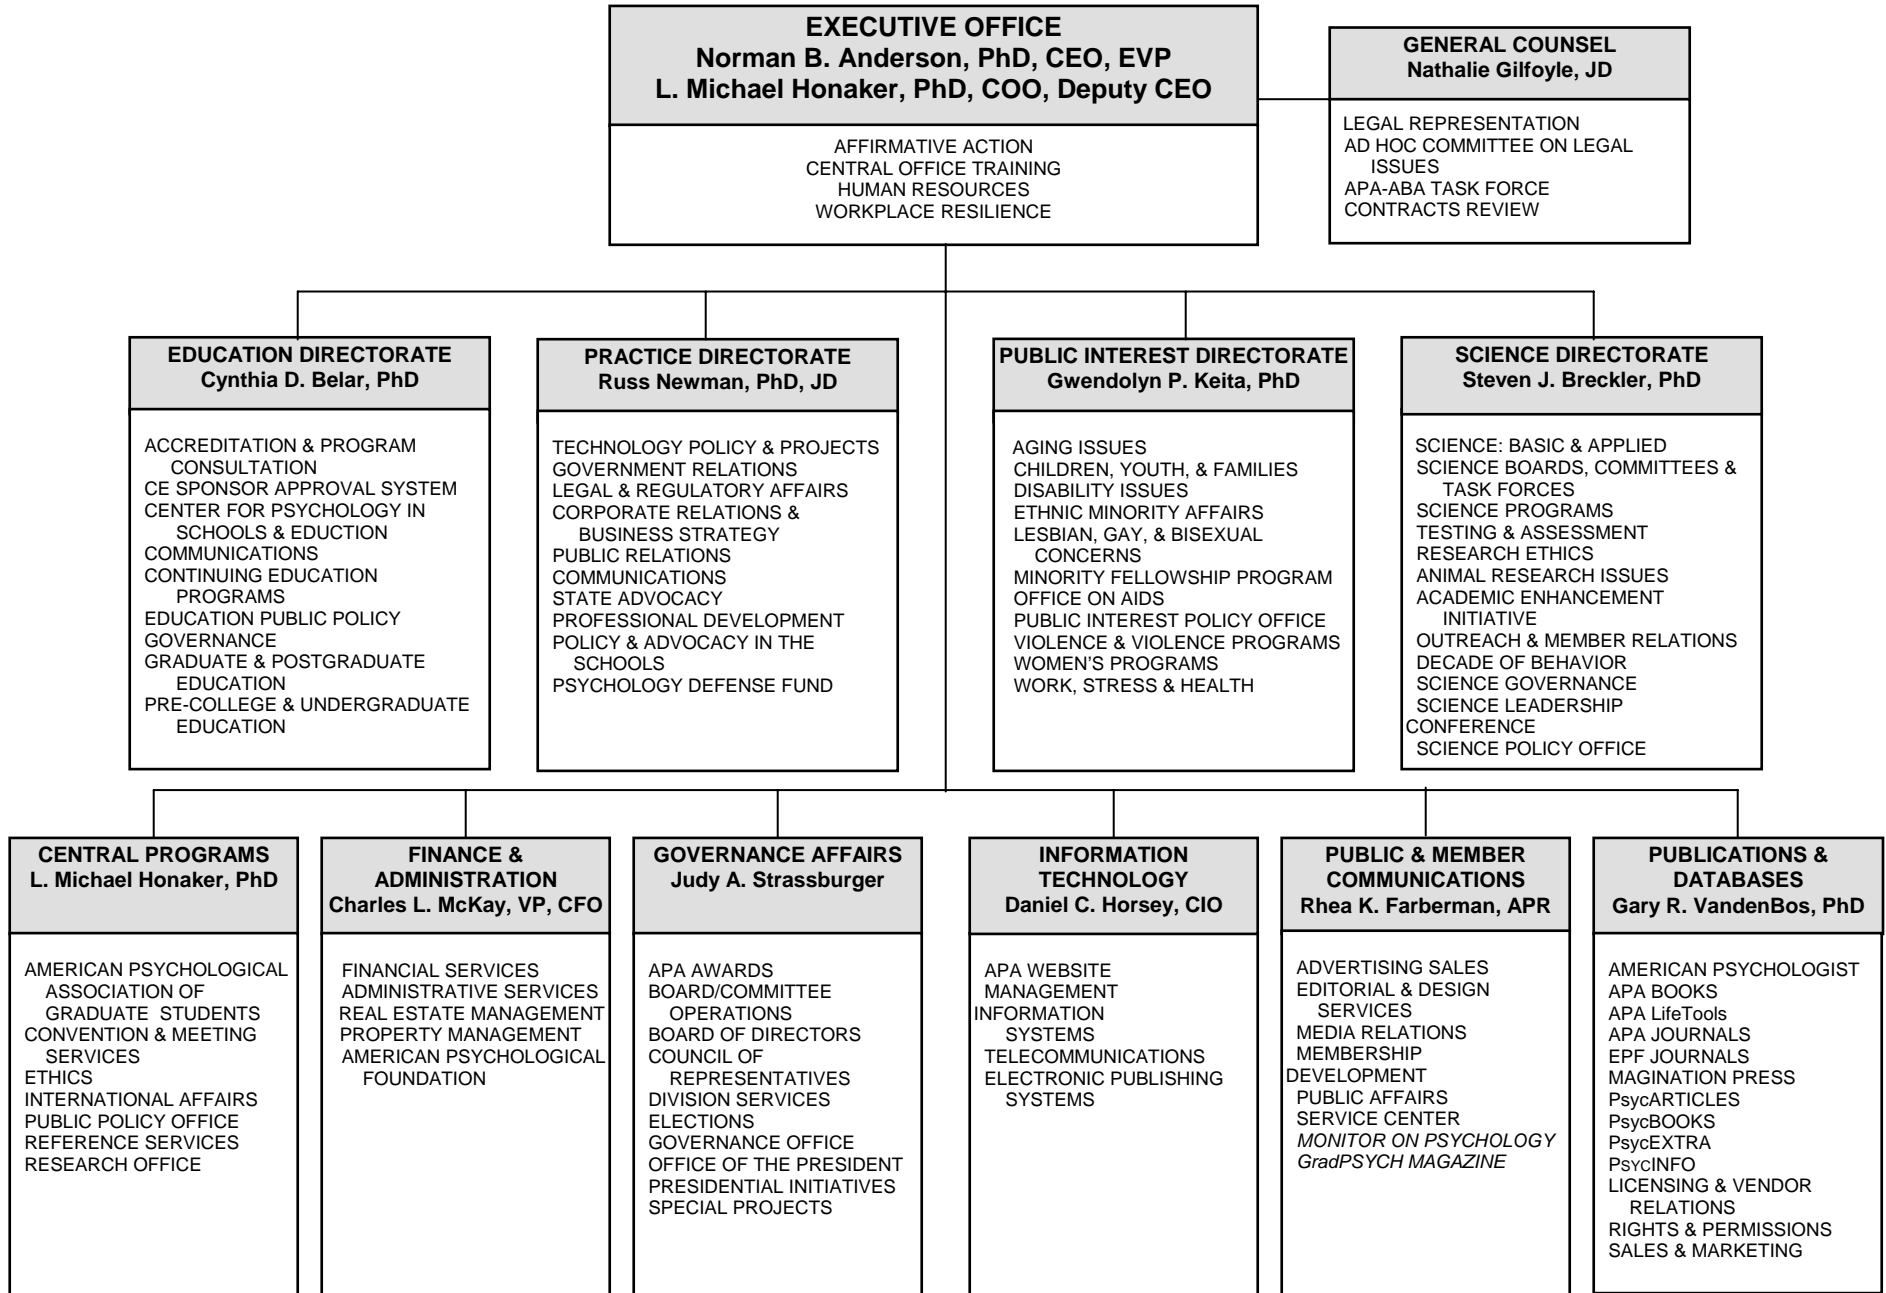 EXECUTIVE OFFICE
Norman B. Anderson, PhD, CEO, EVP
L. Michael Honaker, PhD, COO, Deputy CEO
AFFIRMATIVE ACTION
CENTRAL OFFICE TRAINING
HUMAN RESOURCES
WORKPLACE RESILIENCE
GENERAL COUNSEL
Nathalie Gilfoyle, JD
LEGAL REPRESENTATION
AD HOC COMMITTEE ON LEGAL
ISSUES
APA-ABA TASK FORCE
CONTRACTS REVIEW
EDUCATION DIRECTORATE
Cynthia D. Belar, PhD
ACCREDITATION & PROGRAM
CONSULTATION
CE SPONSOR APPROVAL SYSTEM
CENTER FOR PSYCHOLOGY IN
SCHOOLS & EDUCTION
COMMUNICATIONS
CONTINUING EDUCATION
PROGRAMS
EDUCATION PUBLIC POLICY
GOVERNANCE
GRADUATE & POSTGRADUATE
EDUCATION
PRE-COLLEGE & UNDERGRADUATE
EDUCATION
PRACTICE DIRECTORATE
Russ Newman, PhD, JD
TECHNOLOGY POLICY & PROJECTS
GOVERNMENT RELATIONS
LEGAL & REGULATORY AFFAIRS
CORPORATE RELATIONS &
BUSINESS STRATEGY
PUBLIC RELATIONS
COMMUNICATIONS
STATE ADVOCACY
PROFESSIONAL DEVELOPMENT
POLICY & ADVOCACY IN THE
SCHOOLS
PSYCHOLOGY DEFENSE FUND
PUBLIC INTEREST DIRECTORATE
Gwendolyn P. Keita, PhD
AGING ISSUES
CHILDREN, YOUTH, & FAMILIES
DISABILITY ISSUES
ETHNIC MINORITY AFFAIRS
LESBIAN, GAY, & BISEXUAL
CONCERNS
MINORITY FELLOWSHIP PROGRAM
OFFICE ON AIDS
PUBLIC INTEREST POLICY OFFICE
VIOLENCE & VIOLENCE PROGRAMS
WOMEN'S PROGRAMS
WORK, STRESS & HEALTH
SCIENCE DIRECTORATE
Steven J. Breckler, PhD
SCIENCE: BASIC & APPLIED
SCIENCE BOARDS, COMMITTEES &
TASK FORCES
SCIENCE PROGRAMS
TESTING & ASSESSMENT
RESEARCH ETHICS
ANIMAL RESEARCH ISSUES
ACADEMIC ENHANCEMENT
INITIATIVE
OUTREACH & MEMBER RELATIONS
DECADE OF BEHAVIOR
SCIENCE GOVERNANCE
SCIENCE LEADERSHIP
CONFERENCE
SCIENCE POLICY OFFICE
CENTRAL PROGRAMS
L. Michael Honaker, PhD
AMERICAN PSYCHOLOGICAL
ASSOCIATION OF
GRADUATE STUDENTS
CONVENTION & MEETING
SERVICES
ETHICS
INTERNATIONAL AFFAIRS
PUBLIC POLICY OFFICE
REFERENCE SERVICES
RESEARCH OFFICE
FINANCE &
ADMINISTRATION
Charles L. McKay, VP, CFO
FINANCIAL SERVICES
ADMINISTRATIVE SERVICES
REAL ESTATE MANAGEMENT
PROPERTY MANAGEMENT
AMERICAN PSYCHOLOGICAL
FOUNDATION
GOVERNANCE AFFAIRS
Judy A. Strassburger
APA AWARDS
BOARD/COMMITTEE
OPERATIONS
BOARD OF DIRECTORS
COUNCIL OF
REPRESENTATIVES
DIVISION SERVICES
ELECTIONS
GOVERNANCE OFFICE
OFFICE OF THE PRESIDENT
PRESIDENTIAL INITIATIVES
SPECIAL PROJECTS
INFORMATION
TECHNOLOGY
Daniel C. Horsey, CIO
APA WEBSITE
MANAGEMENT
INFORMATION
SYSTEMS
TELECOMMUNICATIONS
ELECTRONIC PUBLISHING
SYSTEMS
PUBLIC & MEMBER
COMMUNICATIONS
Rhea K. Farberman, APR
ADVERTISING SALES
EDITORIAL & DESIGN
SERVICES
MEDIA RELATIONS
MEMBERSHIP
DEVELOPMENT
PUBLIC AFFAIRS
SERVICE CENTER
MONITOR ON PSYCHOLOGY
GradPSYCH MAGAZINE
PUBLICATIONS &
DATABASES
Gary R. VandenBos, PhD
AMERICAN PSYCHOLOGIST
APA BOOKS
APA LifeTools
APA JOURNALS
EPF JOURNALS
MAGINATION PRESS
PsycARTICLES
PsycBOOKS
PsycEXTRA
PsycINFO
LICENSING & VENDOR
RELATIONS
RIGHTS & PERMISSIONS
SALES & MARKETING